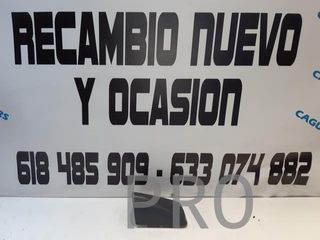 RECAMBIO NUEVO
Y OCASION
618 485 909 · 633 074 882
PRO